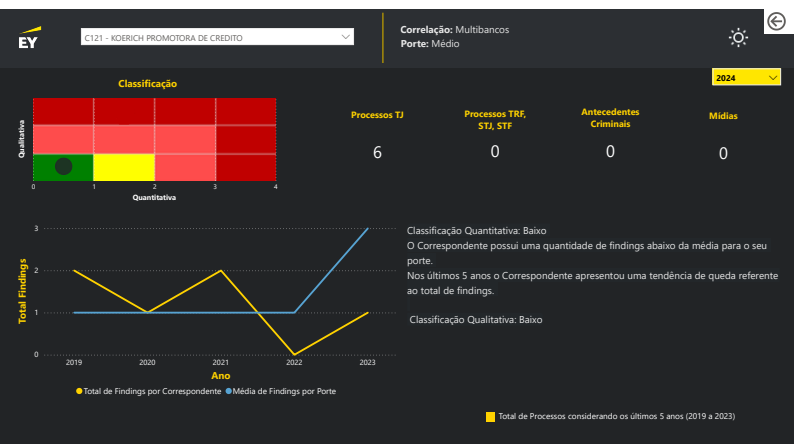 EY
C121 - KOERICH PROMOTORA DE CREDITO
Correlação: Multibancos
Porte: Médio
2024
Classificação
Qualitativa
0 1 2 3 4
Quantitativa
Processos TJ
6
Processos TRF,
STJ, STF
0
Antecedentes
Criminais
0
Mídias
0
Total Findings
3
2
1
0
2019 2020 2021 2022 2023
Ano
Total de Findings por Correspondente Média de Findings por Porte
Classificação Quantitativa: Baixo
O Correspondente possui uma quantidade de findings abaixo da média para o seu
porte.
Nos últimos 5 anos o Correspondente apresentou uma tendência de queda referente
ao total de findings.
Classificação Qualitativa: Baixo
Total de Processos considerando os últimos 5 anos (2019 a 2023)